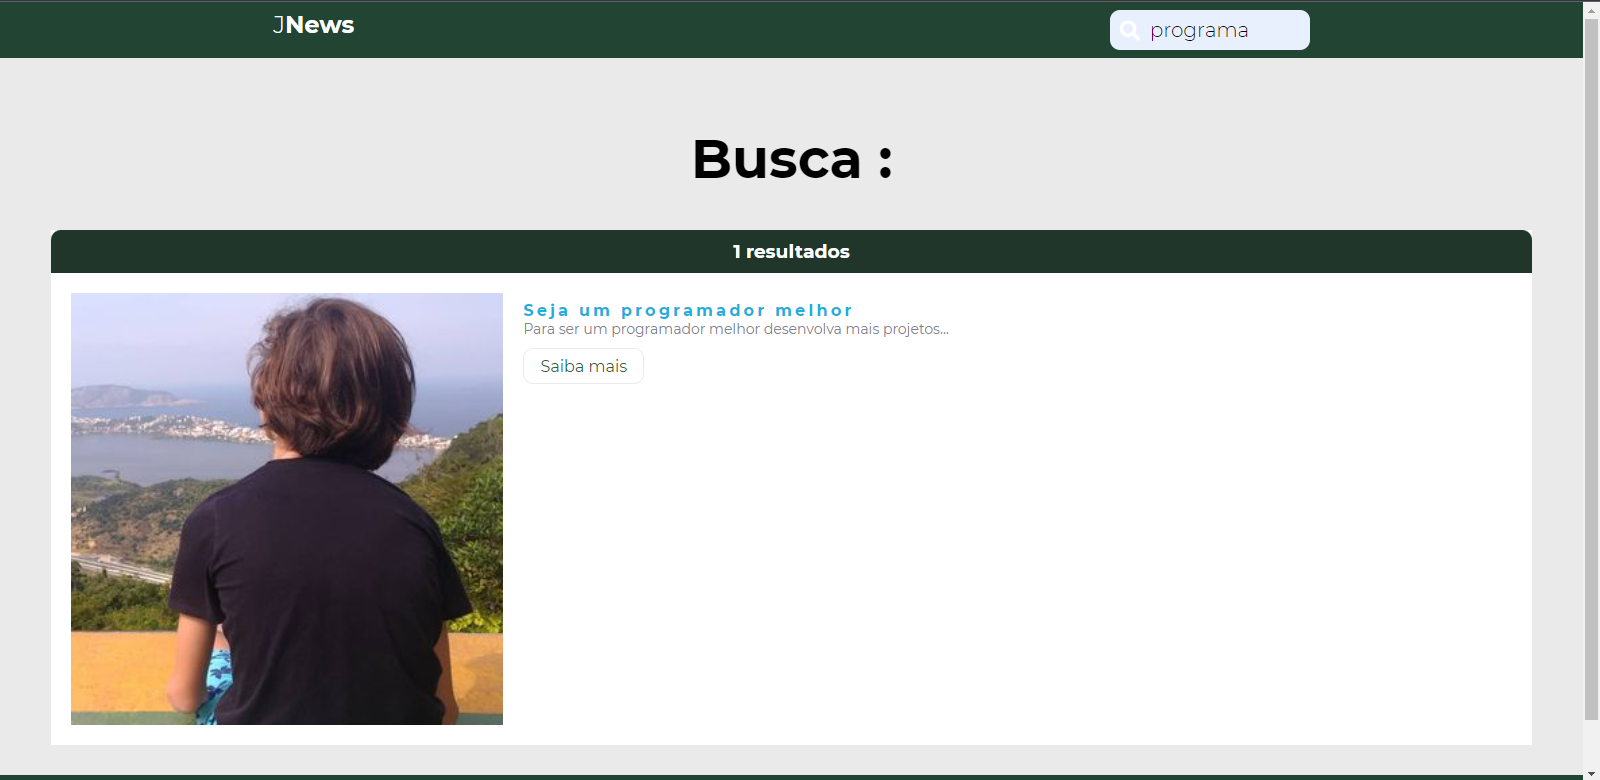 JNews
programa
Busca :
1 resultados
Seja um programador melhor
Para ser um programador melhor desenvolva mais projetos...
Saiba mais